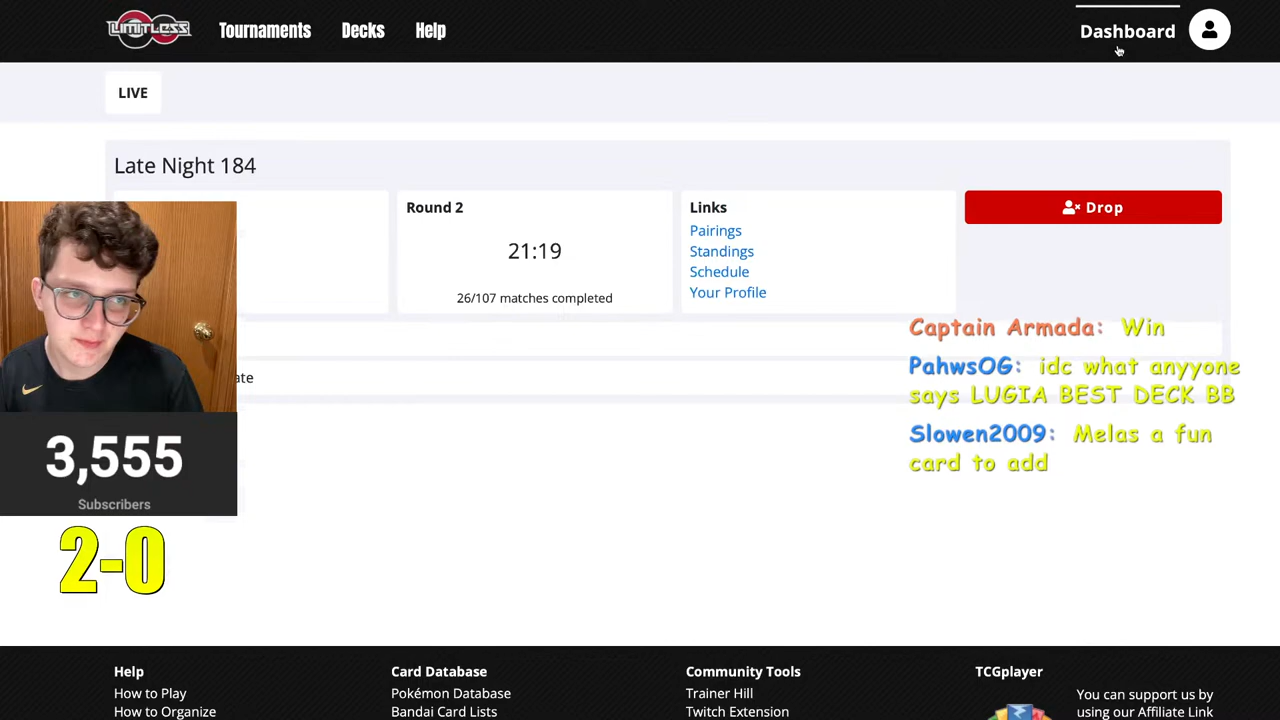 LIMITLESS
Tournaments
Decks
Help
Dashboard
LIVE
Late Night 184
Round 2
21:19
26/107 matches completed
Links
Pairings
Standings
Schedule
Your Profile
Drop
ate
Captain Armada: Win
PahwsOG: idc what anyyone
says LUGIA BEST DECK BB
Slowen2009: Melas a fun
card to add
3,555
Subscribers
2-0
Help
How to Play
How to Organize
Card Database
Pokémon Database
Bandai Card Lists
Community Tools
Trainer Hill
Twitch Extension
TCGplayer
You can support us by
using our Affiliate Link